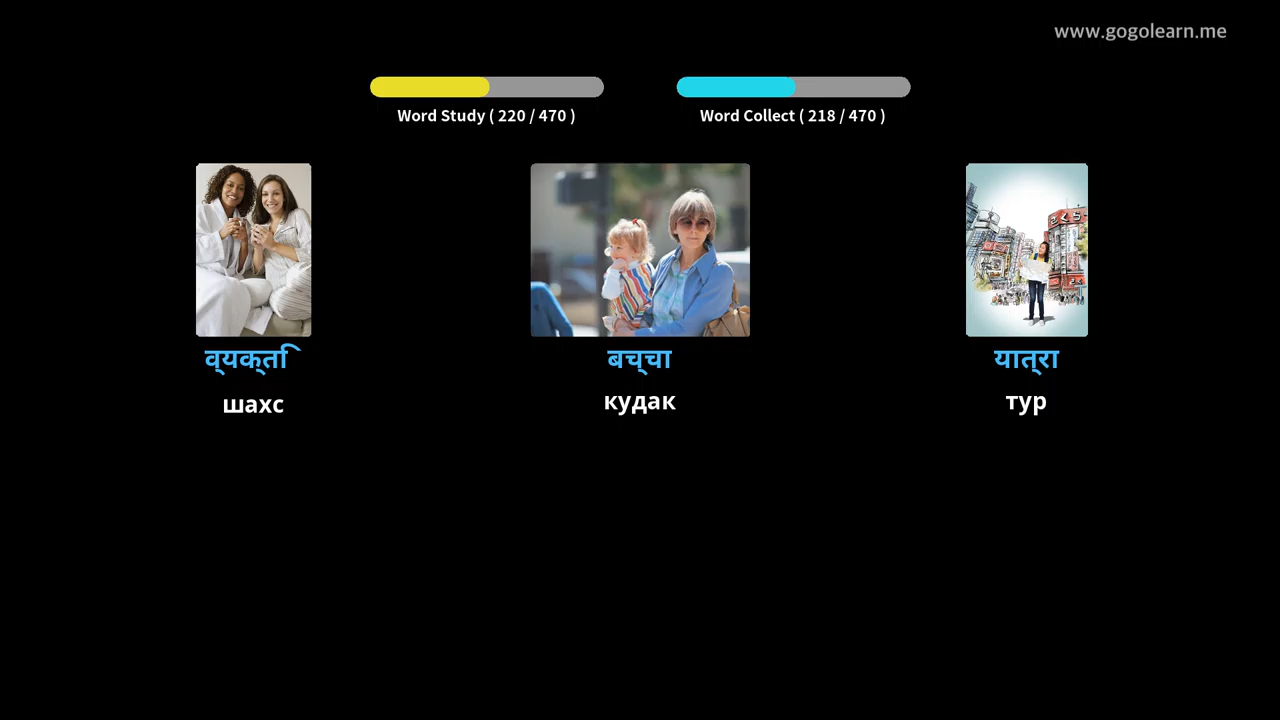 www.gogolearn.me
Word Study ( 220 / 470 )
Word Collect ( 218 / 470 )
व्यक्ति
बच्चा
यात्रा
шахс
кудак
тур